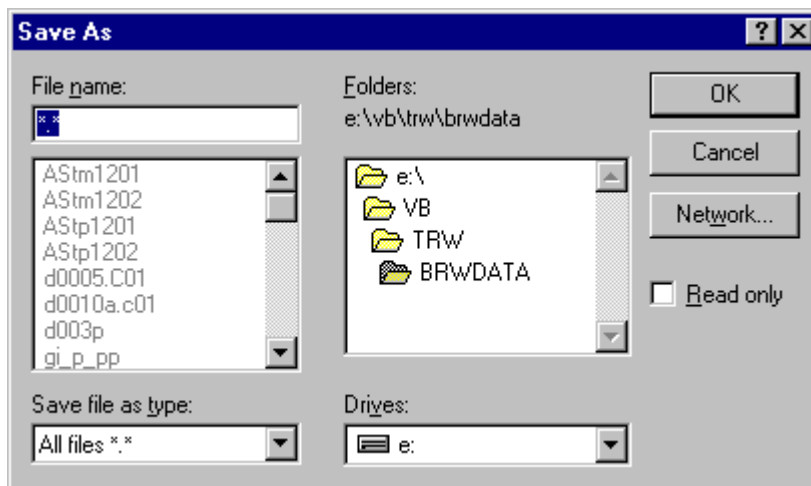 Save As
File name:
*.*
AStm1201
AStm1202
AStp1201
AStp1202
d0005.C01
d0010a.c01
d003p
gi_p_pp
Save file as type:
All files *.*
Folders:
e:\vb\trw\brwdata
e:\
VB
TRW
BRWDATA
Drives:
e:
OK
Cancel
Network...
Read only